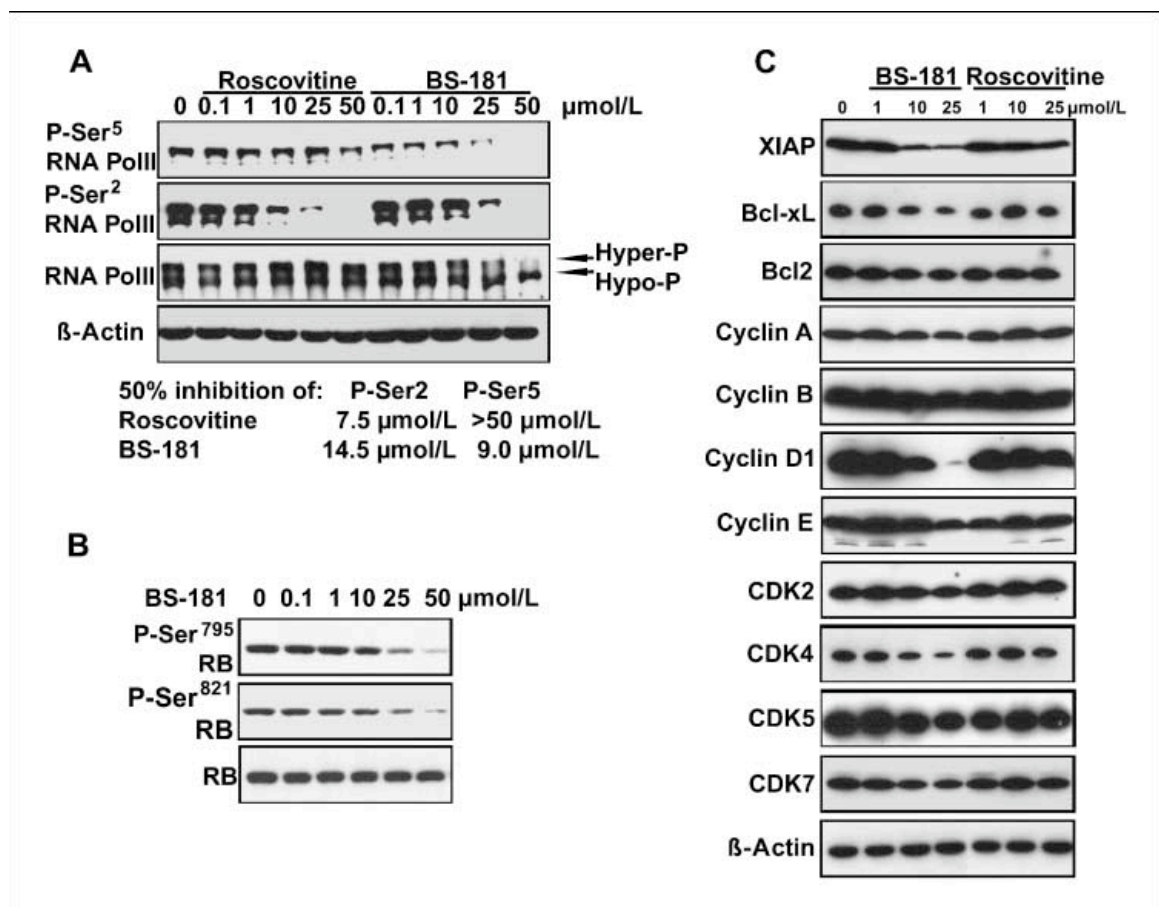 A
Roscovitine BS-181
0 0.1 1 10 25 50 0.1 1 10 25 50 µmol/L
P-Ser5
RNA PolII
P-Ser2
RNA PolII
RNA PolII
Hyper-P
Hypo-P
ß-Actin
50% inhibition of: P-Ser2 P-Ser5
Roscovitine 7.5 µmol/L >50 µmol/L
BS-181 14.5 µmol/L 9.0 µmol/L
B
BS-181 0 0.1 1 10 25 50 µmol/L
P-Ser795
RB
P-Ser821
RB
RB
C
BS-181 Roscovitine
0 1 10 25 1 10 25 µmol/L
XIAP
Bcl-xL
Bcl2
Cyclin A
Cyclin B
Cyclin D1
Cyclin E
CDK2
CDK4
CDK5
CDK7
ß-Actin